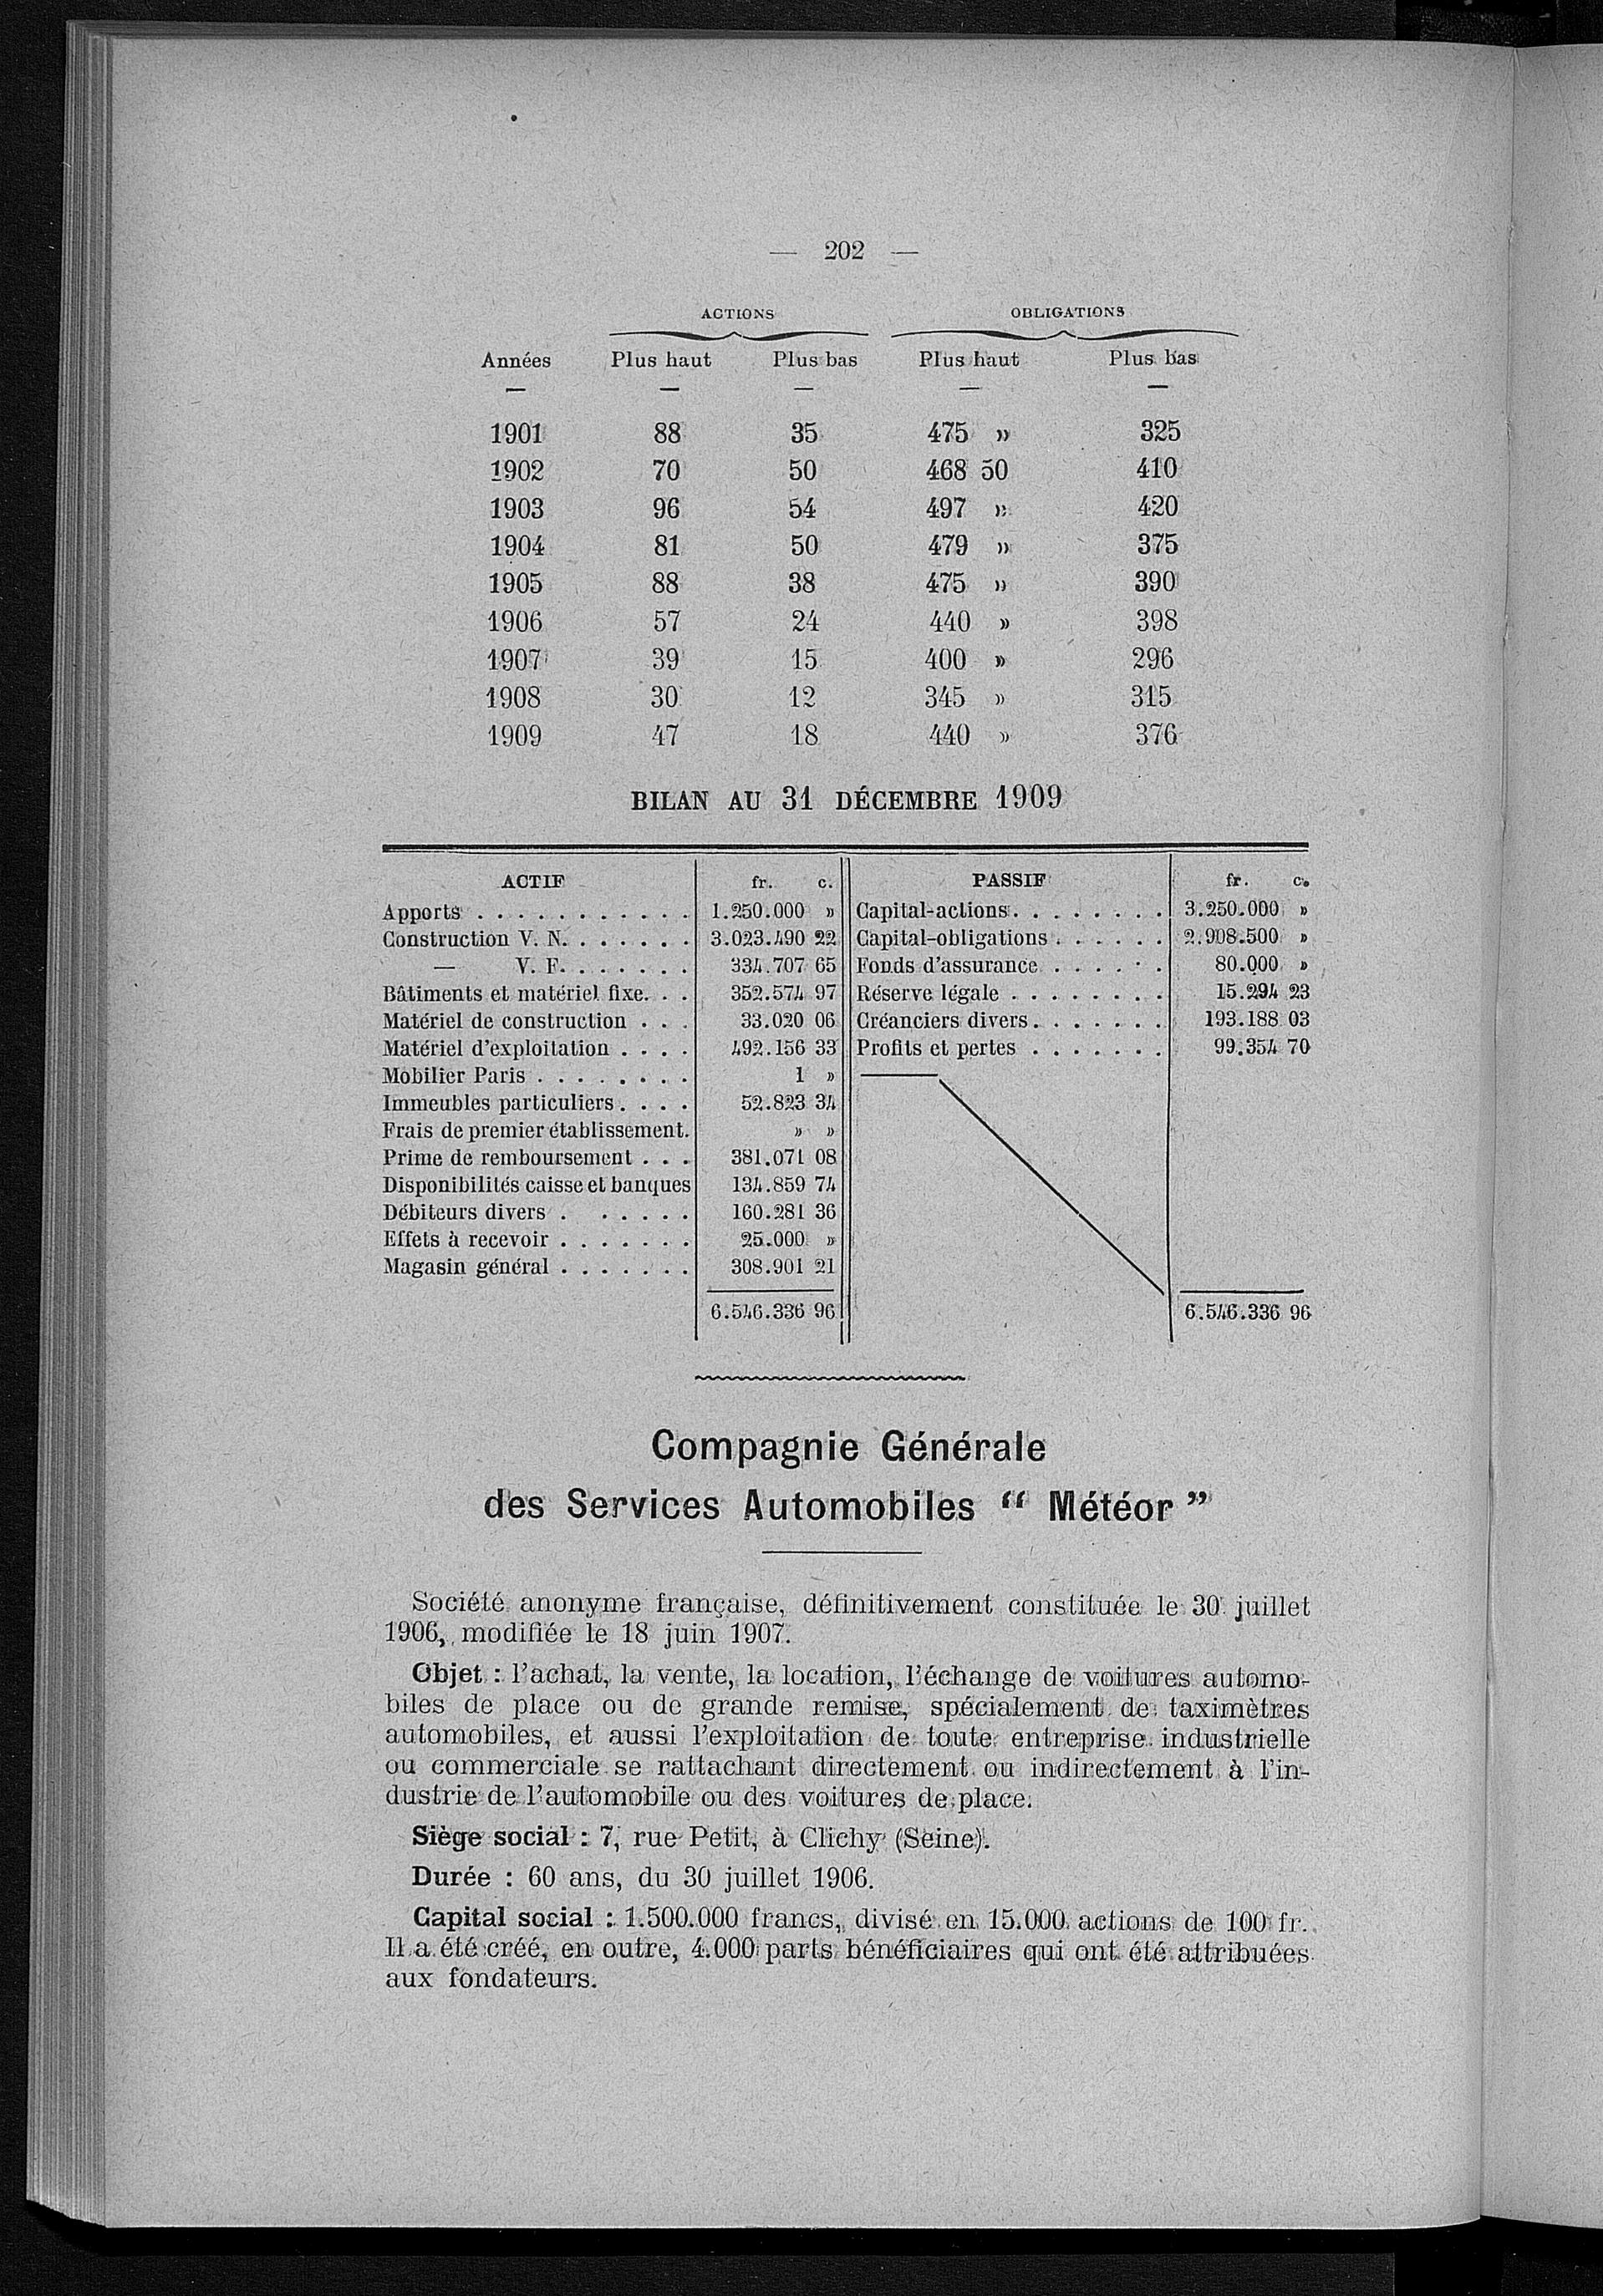 — 202 —
ACTIONS OBLIGATIONS
Années Plus haut Plus bas Plus haut Plus bas
— — — — —
1901 88 35 475 » 325
1902 70 50 468 50 410
1903 96 54 497 » 420
1904 81 50 479 » 375
1905 88 38 475 » 390
1906 57 24 440 » 398
1907 39 15 400 » 296
1908 30 12 345 » 315
1909 47 18 440 » 376
BILAN AU 31 DÉCEMBRE 1909
ACTIF fr. c. PASSIF fr. c.
Apports . . . . . . . . . . . 1.250.000 » Capital-actions. . . . . . . . 3.250.000 »
Construction V. N. . . . . . . 3.023.490 22 Capital-obligations . . . . . . 2.908.500 »
— V. F. . . . . . . 334.707 65 Fonds d'assurance . . . . . . 80.000 »
Bâtiments et matériel fixe. . . 352.574 97 Réserve légale . . . . . . . . 15.294 23
Matériel de construction . . . 33.020 06 Créanciers divers. . . . . . . 193.188 03
Matériel d'exploitation . . . . 492.156 33 Profits et pertes . . . . . . . 99.354 70
Mobilier Paris . . . . . . . . 1 »
Immeubles particuliers. . . . 52.823 34
Frais de premier établissement. » »
Prime de remboursement . . . 381.071 08
Disponibilités caisse et banques 134.859 74
Débiteurs divers . . . . . . 160.281 36
Effets à recevoir . . . . . . . 25.000 »
Magasin général . . . . . . . 308.901 21
6.546.336 96 6.546.336 96
Compagnie Générale
des Services Automobiles “ Météor ”
Société anonyme française, définitivement constituée le 30 juillet
1906, modifiée le 18 juin 1907.
Objet : l'achat, la vente, la location, l'échange de voitures automo-
biles de place ou de grande remise, spécialement de taximètres
automobiles, et aussi l'exploitation de toute entreprise industrielle
ou commerciale se rattachant directement ou indirectement à l'in-
dustrie de l'automobile ou des voitures de place.
Siège social : 7, rue Petit, à Clichy (Seine).
Durée : 60 ans, du 30 juillet 1906.
Capital social : 1.500.000 francs, divisé en 15.000 actions de 100 fr.
Il a été créé, en outre, 4.000 parts bénéficiaires qui ont été attribuées
aux fondateurs.